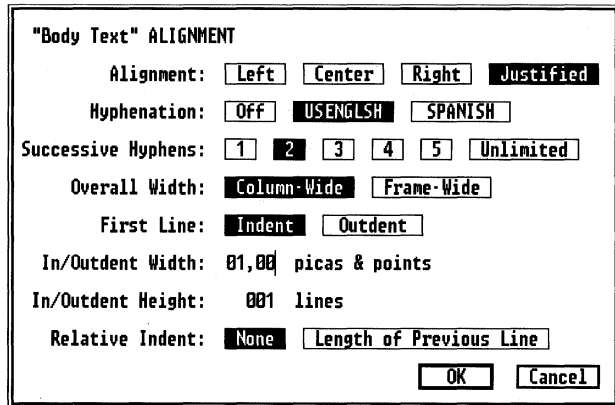 "Body Text" ALIGNMENT
Alignment: Left Center Right Justified
Hyphenation: Off USENGLSH SPANISH
Successive Hyphens: 1 2 3 4 5 Unlimited
Overall Width: Column-Wide Frame-Wide
First Line: Indent Outdent
In/Outdent Width: 01,00 picas & points
In/Outdent Height: 001 lines
Relative Indent: None Length of Previous Line
OK Cancel